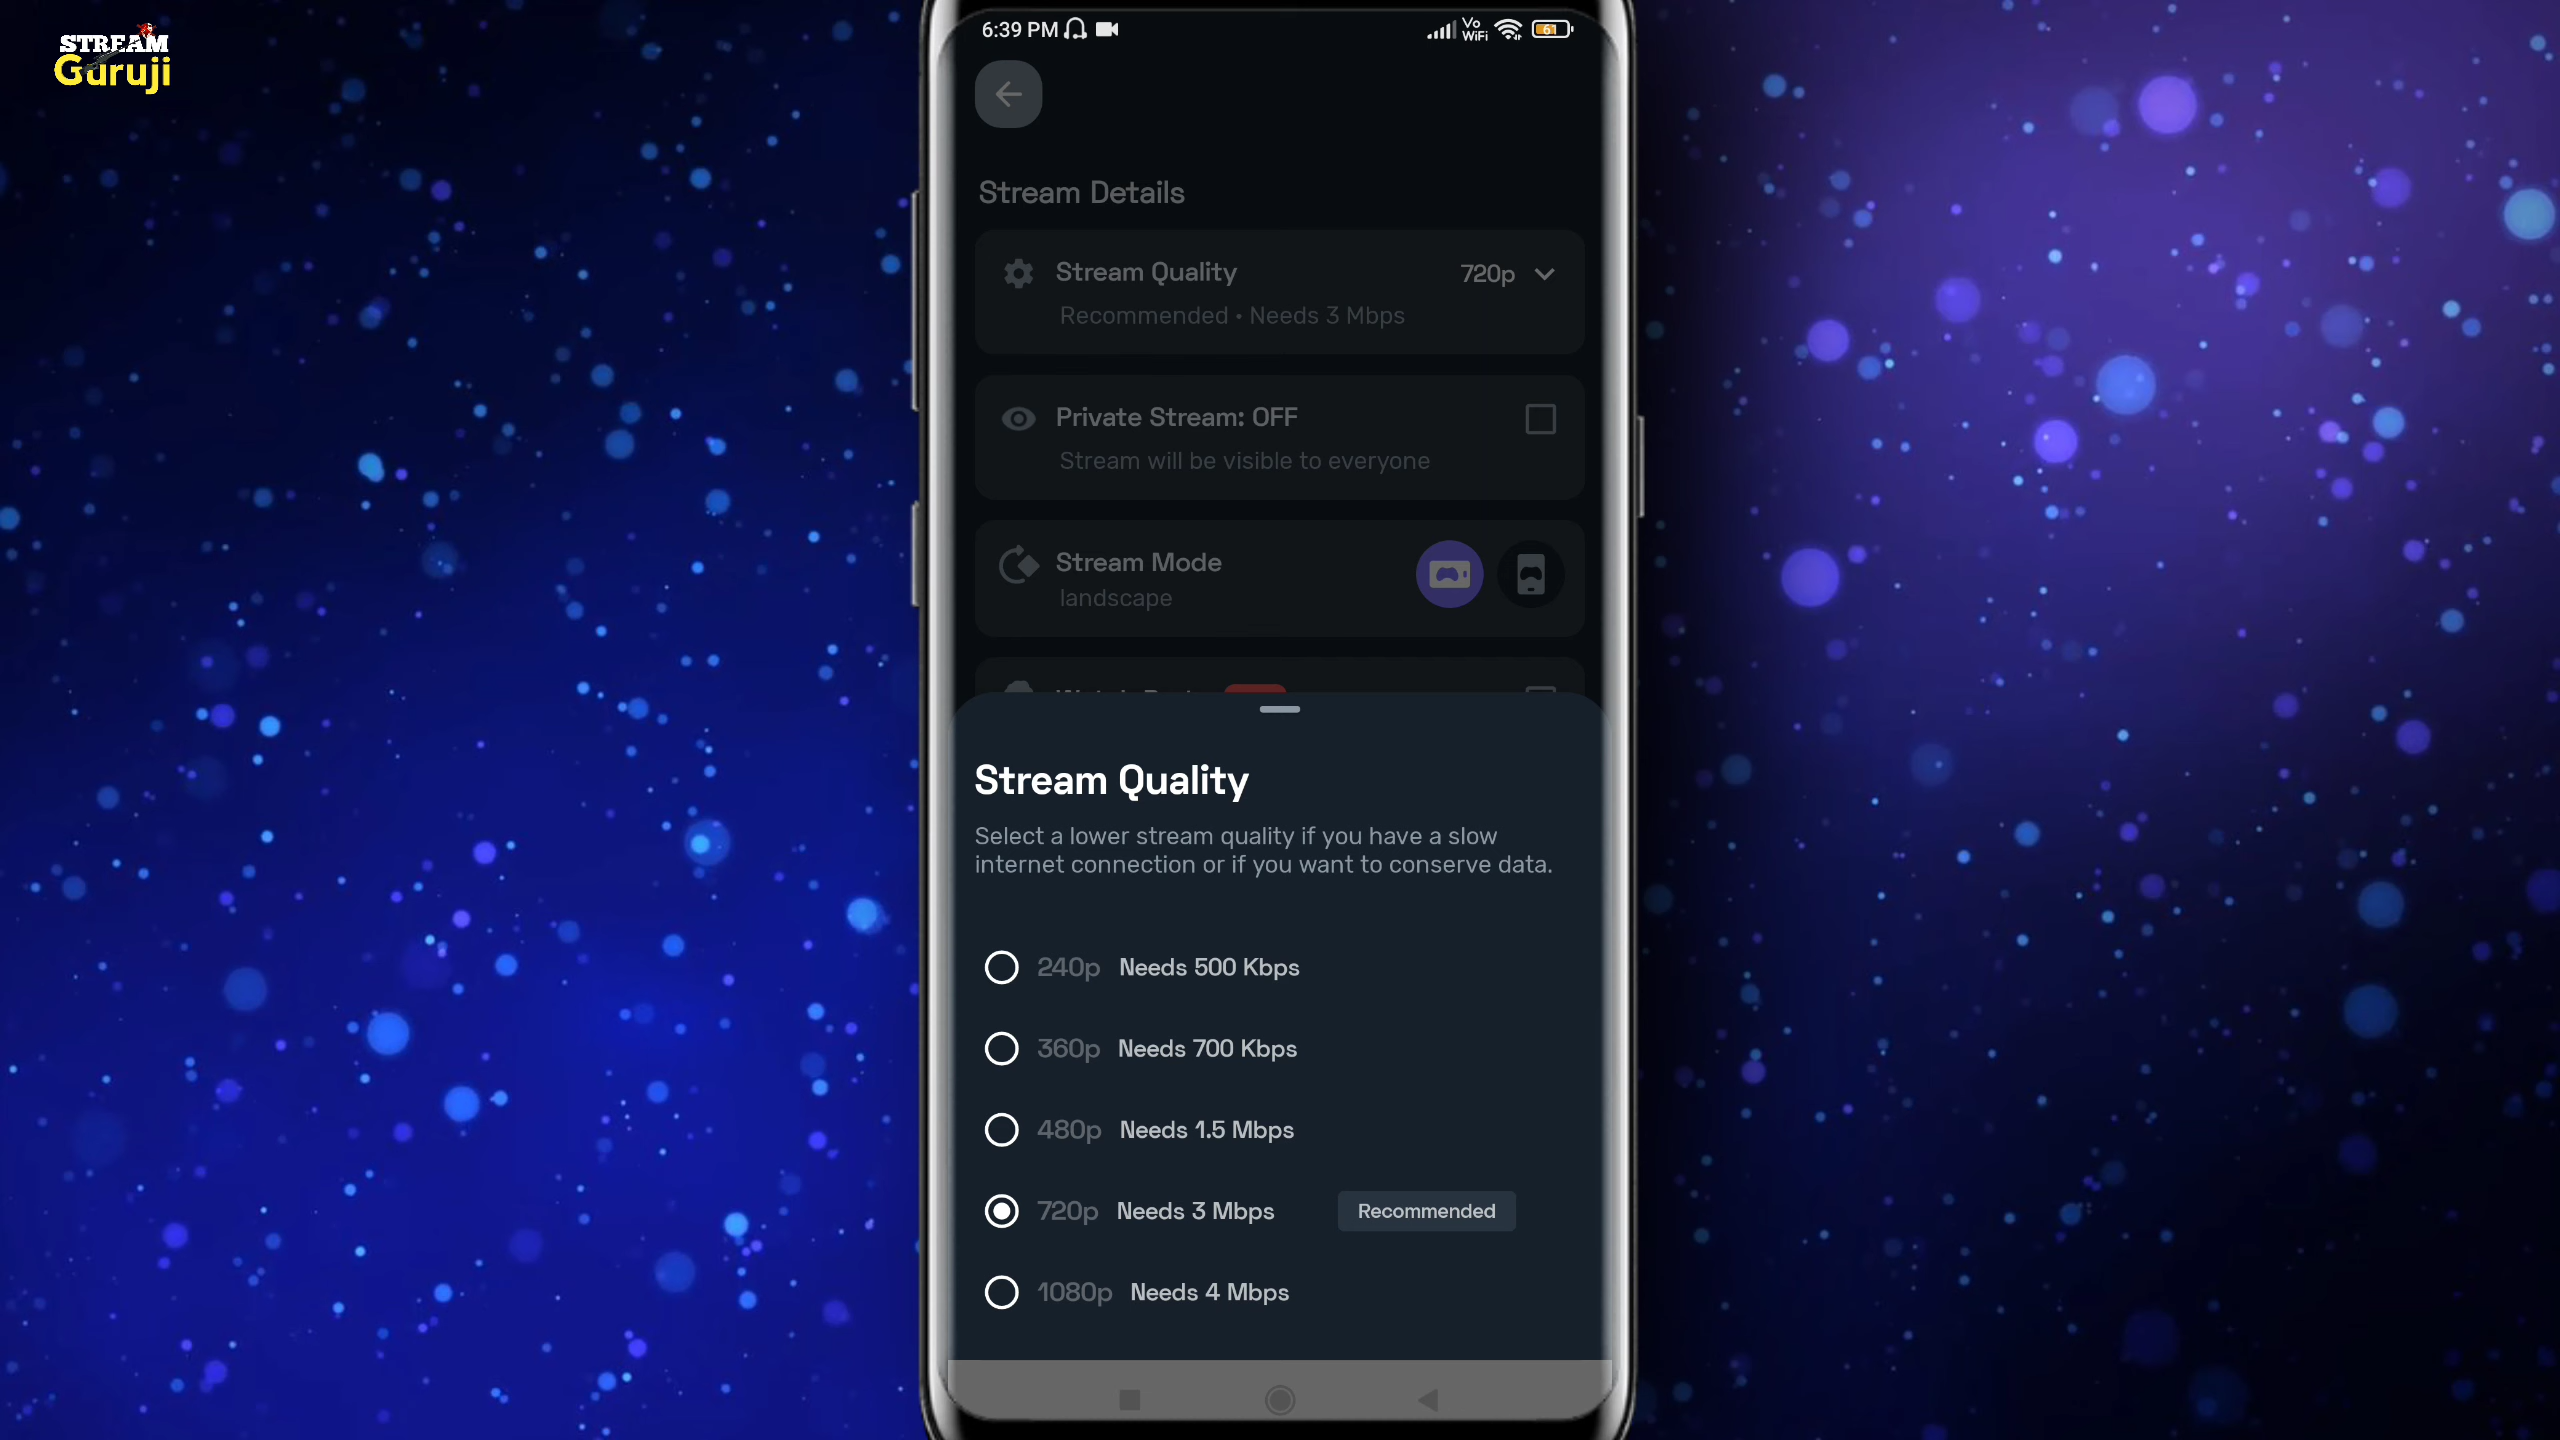 STREAM
Guruji
6:39 PM
Vo
WiFi
61
Stream Details
Stream Quality 720p
Recommended • Needs 3 Mbps
Private Stream: OFF
Stream will be visible to everyone
Stream Mode
landscape
Stream Quality
Select a lower stream quality if you have a slow
internet connection or if you want to conserve data.
240p Needs 500 Kbps
360p Needs 700 Kbps
480p Needs 1.5 Mbps
720p Needs 3 Mbps Recommended
1080p Needs 4 Mbps